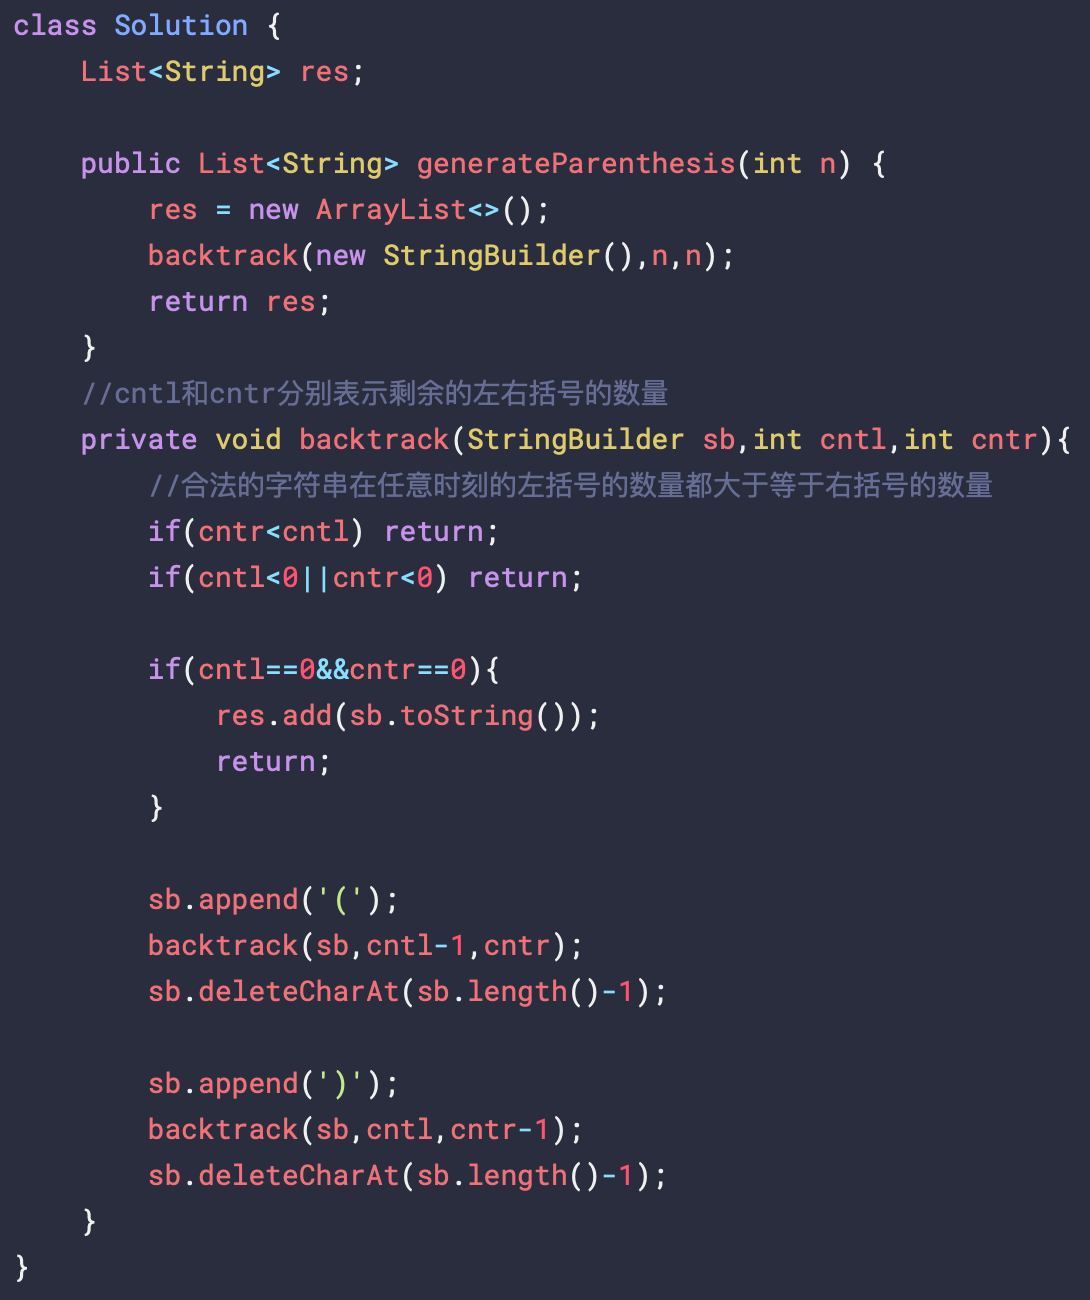 class Solution {
    List<String> res;

    public List<String> generateParenthesis(int n) {
        res = new ArrayList<>();
        backtrack(new StringBuilder(),n,n);
        return res;
    }
    //cntl和cntr分别表示剩余的左右括号的数量
    private void backtrack(StringBuilder sb,int cntl,int cntr){
        //合法的字符串在任意时刻的左括号的数量都大于等于右括号的数量
        if(cntr<cntl) return;
        if(cntl<0||cntr<0) return;

        if(cntl==0&&cntr==0){
            res.add(sb.toString());
            return;
        }

        sb.append('(');
        backtrack(sb,cntl-1,cntr);
        sb.deleteCharAt(sb.length()-1);

        sb.append(')');
        backtrack(sb,cntl,cntr-1);
        sb.deleteCharAt(sb.length()-1);
    }
}